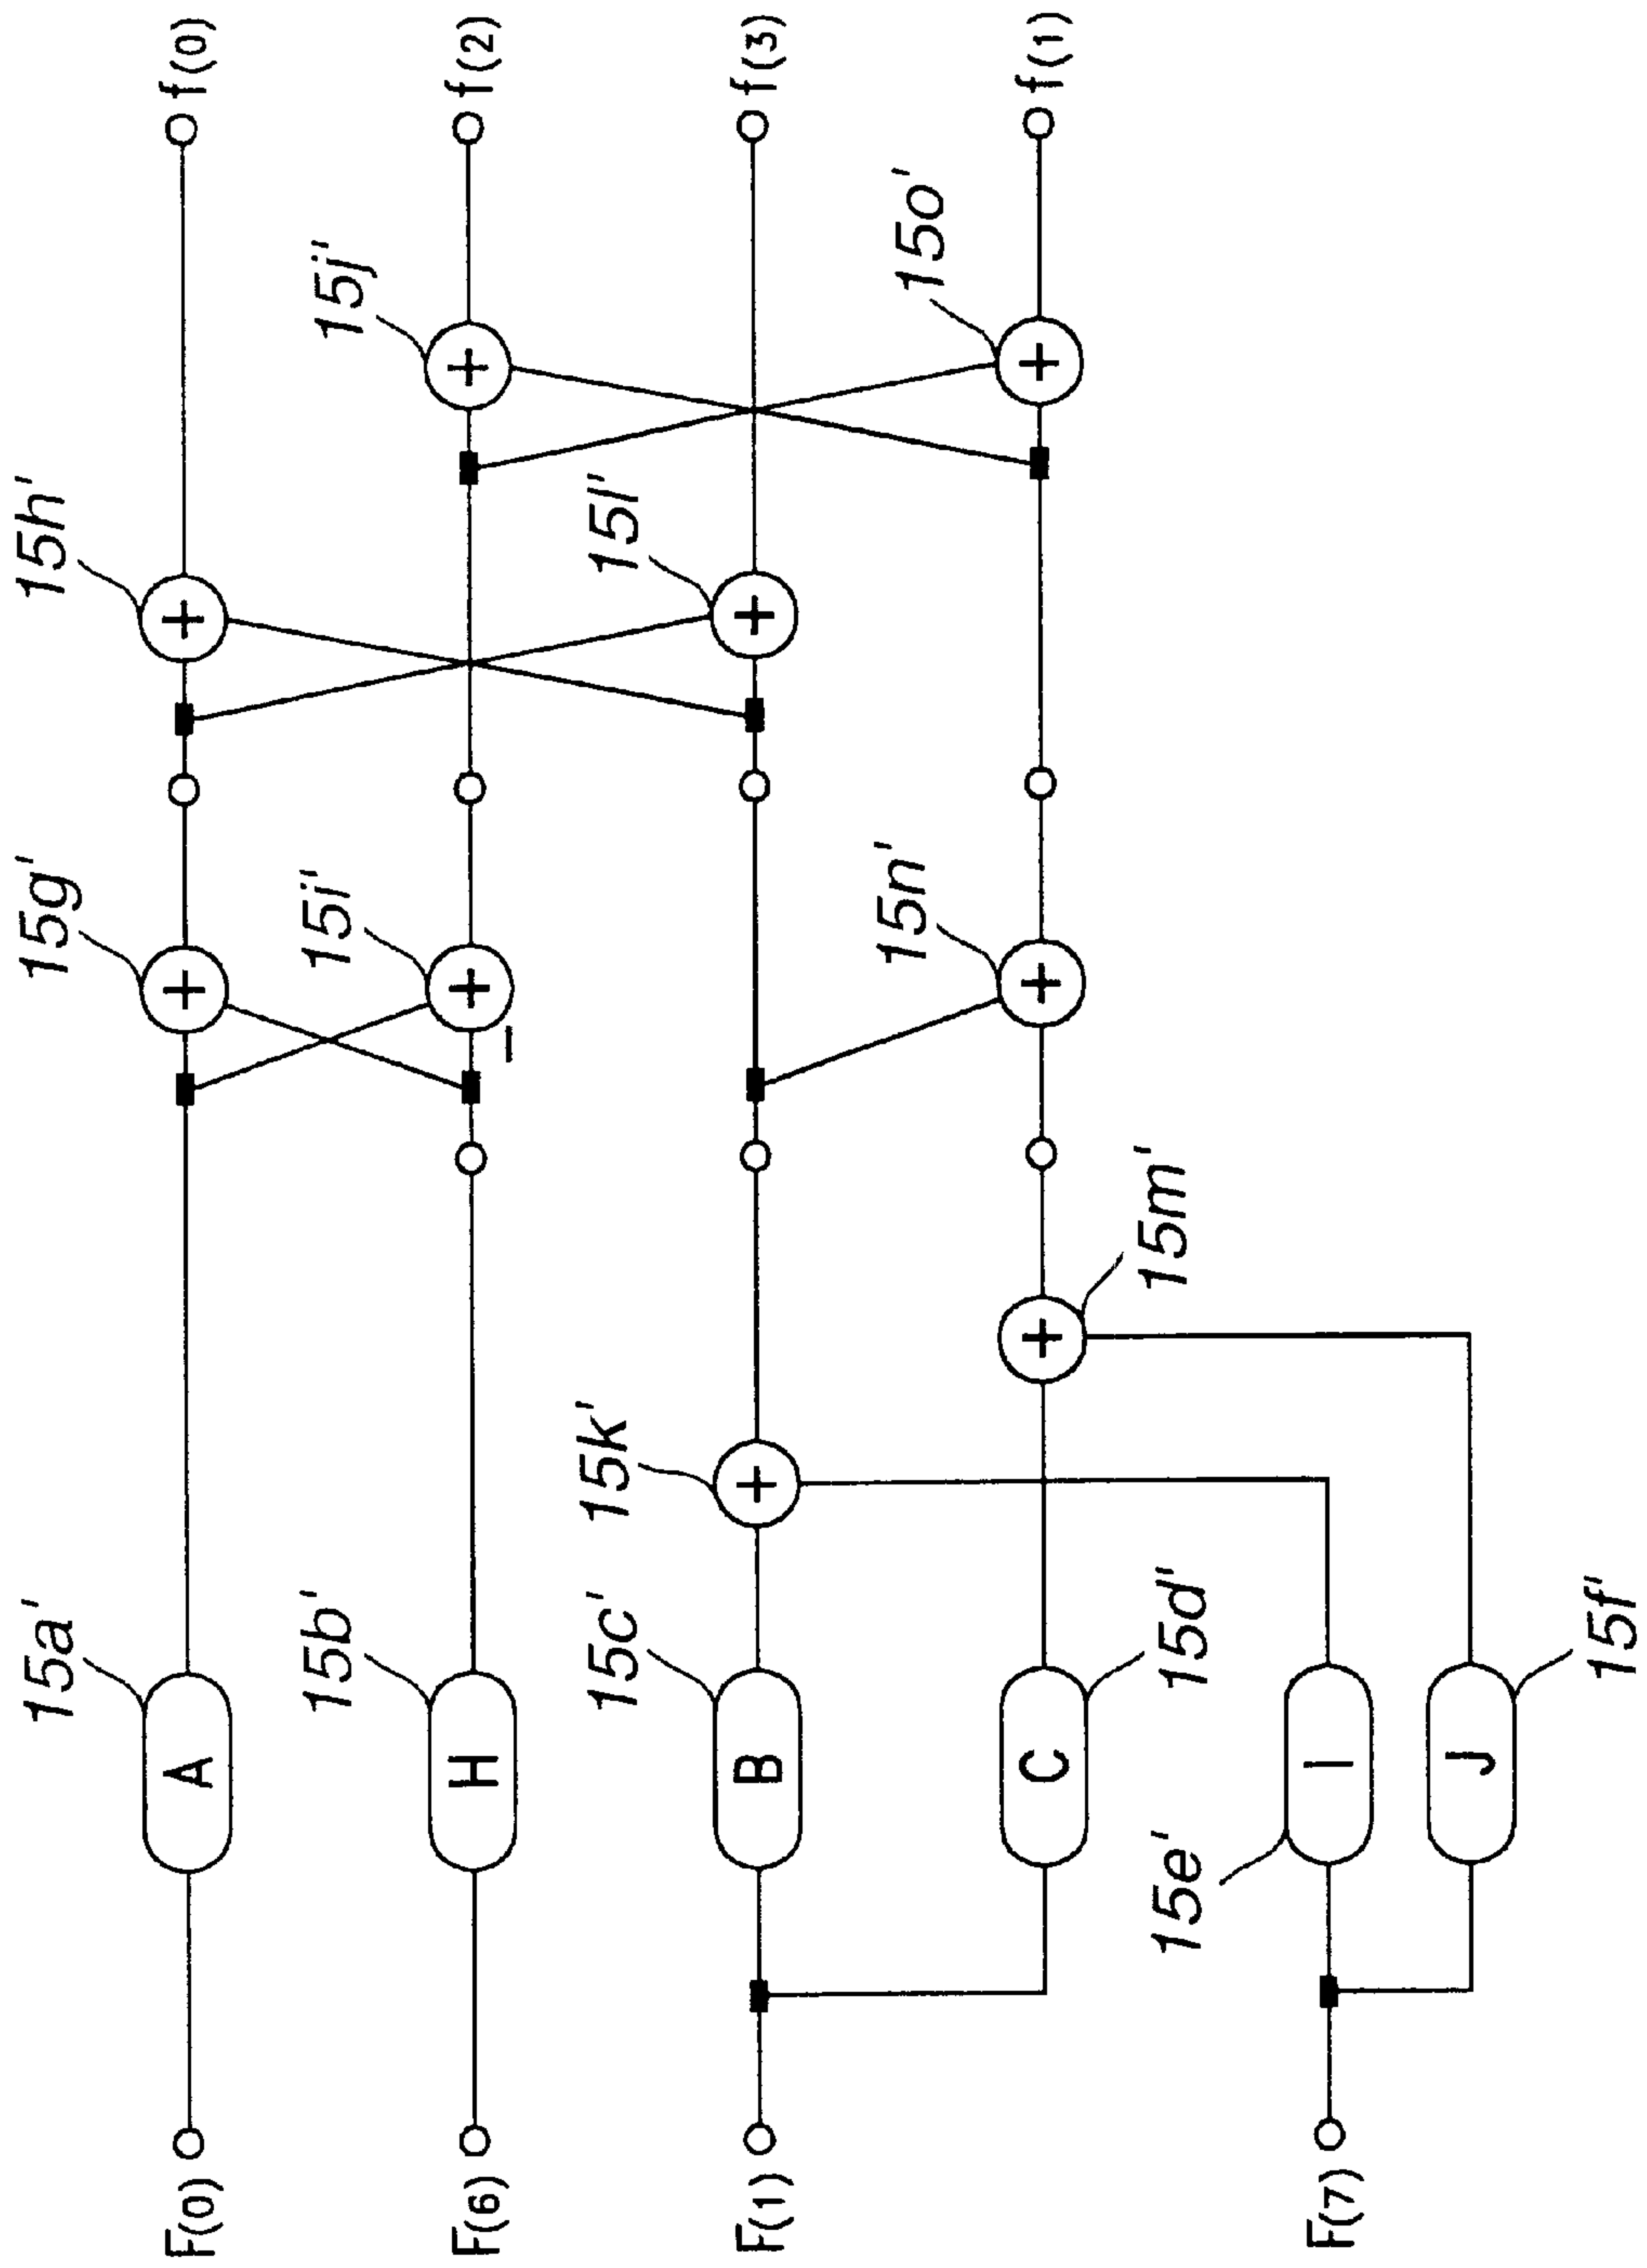 F(0)
15a'
A
15g'
+
15h'
+
f(0)
F(6)
15b'
H
15i'
+
−
15j'
+
f(2)
F(1)
15c'
B
15k'
+
15l'
+
f(3)
15d'
C
15m'
+
15n'
+
15o'
+
f(1)
F(7)
15e'
I
15f'
J